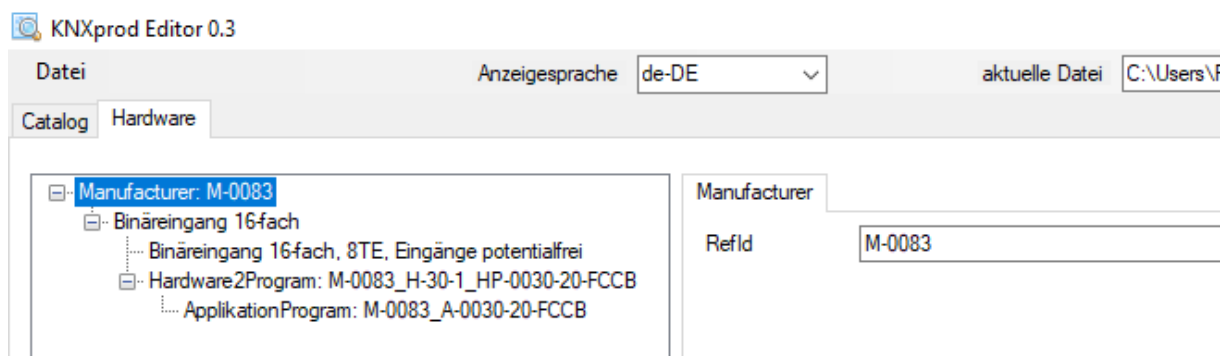 KNXprod Editor 0.3
Datei Anzeigesprache de-DE aktuelle Datei C:\Users\
Catalog Hardware
Manufacturer: M-0083 Manufacturer
Binäreingang 16-fach RefId M-0083
Binäreingang 16-fach, 8TE, Eingänge potentialfrei
Hardware2Program: M-0083_H-30-1_HP-0030-20-FCCB
ApplikationProgram: M-0083_A-0030-20-FCCB